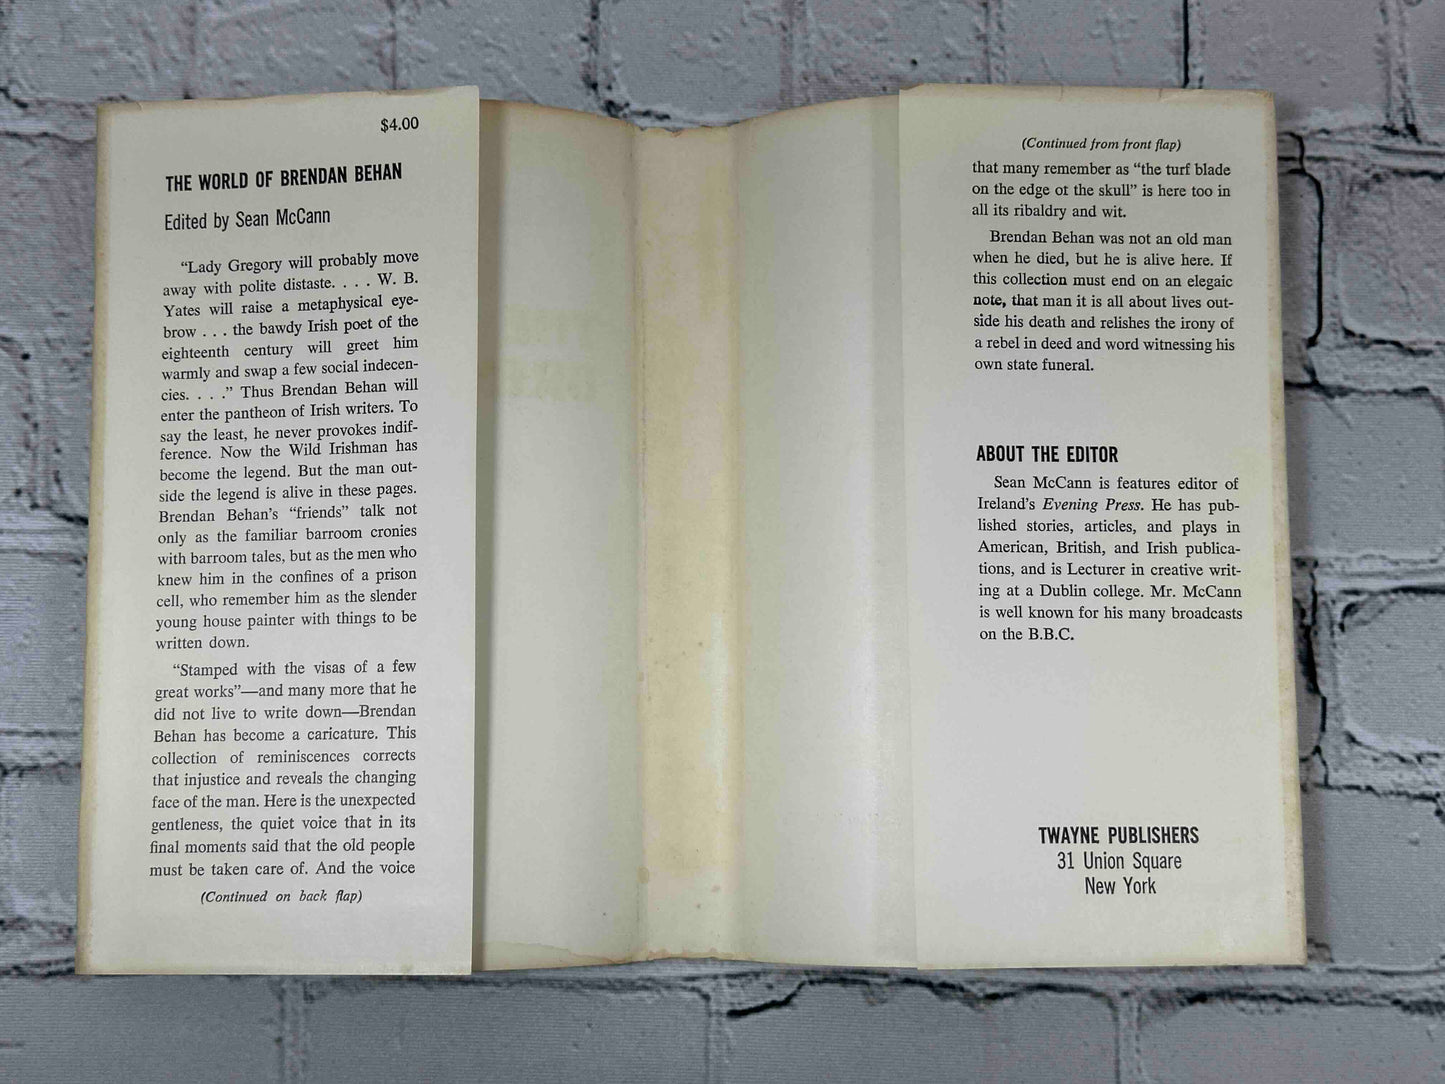 $4.00
THE WORLD OF BRENDAN BEHAN
Edited by Sean McCann
“Lady Gregory will probably move
away with polite distaste. . . . W. B.
Yates will raise a metaphysical eye-
brow . . . the bawdy Irish poet of the
eighteenth century will greet him
warmly and swap a few social indecen-
cies. . . .” Thus Brendan Behan will
enter the pantheon of Irish writers. To
say the least, he never provokes indif-
ference. Now the Wild Irishman has
become the legend. But the man out-
side the legend is alive in these pages.
Brendan Behan’s “friends” talk not
only as the familiar barroom cronies
with barroom tales, but as the men who
knew him in the confines of a prison
cell, who remember him as the slender
young house painter with things to be
written down.
“Stamped with the visas of a few
great works”—and many more that he
did not live to write down—Brendan
Behan has become a caricature. This
collection of reminiscences corrects
that injustice and reveals the changing
face of the man. Here is the unexpected
gentleness, the quiet voice that in its
final moments said that the old people
must be taken care of. And the voice
(Continued on back flap)
(Continued from front flap)
that many remember as “the turf blade
on the edge ot the skull” is here too in
all its ribaldry and wit.
Brendan Behan was not an old man
when he died, but he is alive here. If
this collection must end on an elegaic
note, that man it is all about lives out-
side his death and relishes the irony of
a rebel in deed and word witnessing his
own state funeral.
ABOUT THE EDITOR
Sean McCann is features editor of
Ireland’s Evening Press. He has pub-
lished stories, articles, and plays in
American, British, and Irish publica-
tions, and is Lecturer in creative writ-
ing at a Dublin college. Mr. McCann
is well known for his many broadcasts
on the B.B.C.
TWAYNE PUBLISHERS
31 Union Square
New York